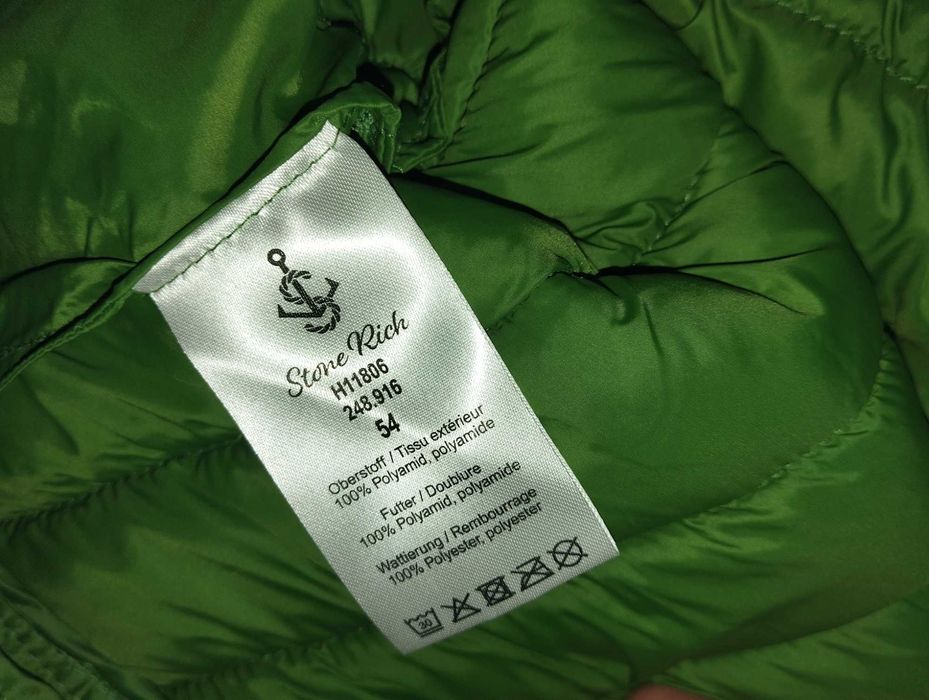 Stone Rich
H11806
248.916
54
Oberstoff / Tissu extérieur
100% Polyamid, polyamide
Futter / Doublure
100% Polyamid, polyamide
Wattierung / Rembourrage
100% Polyester, polyester
30